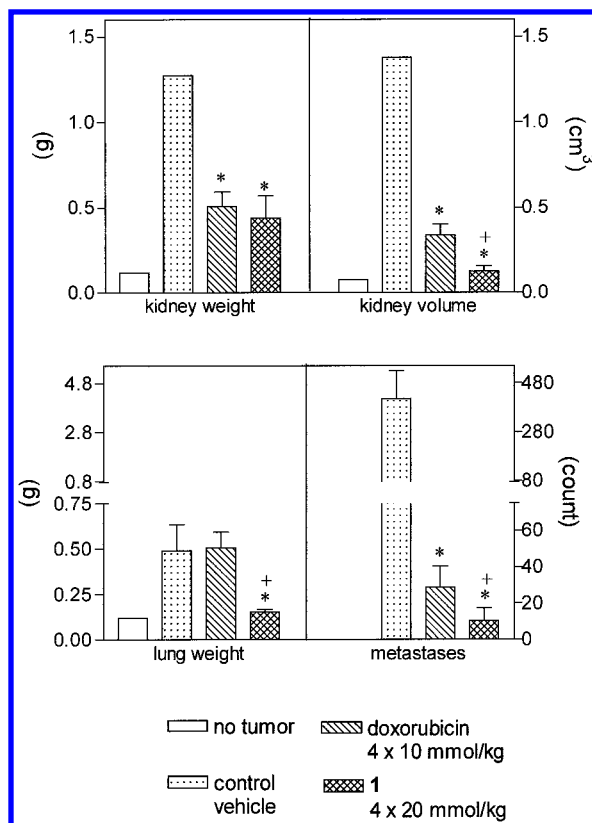 1.5
1.0
0.5
0.0
(g)
* *
kidney weight
1.5
1.0
0.5
0.0
(cm³)
*
+
*
kidney volume
4.8
2.8
0.8
0.75
0.50
0.25
0.00
(g)
+
*
lung weight
480
280
80
60
40
20
0
(count)
*
+
*
metastases
no tumor
doxorubicin
4 x 10 mmol/kg
control
vehicle
1
4 x 20 mmol/kg